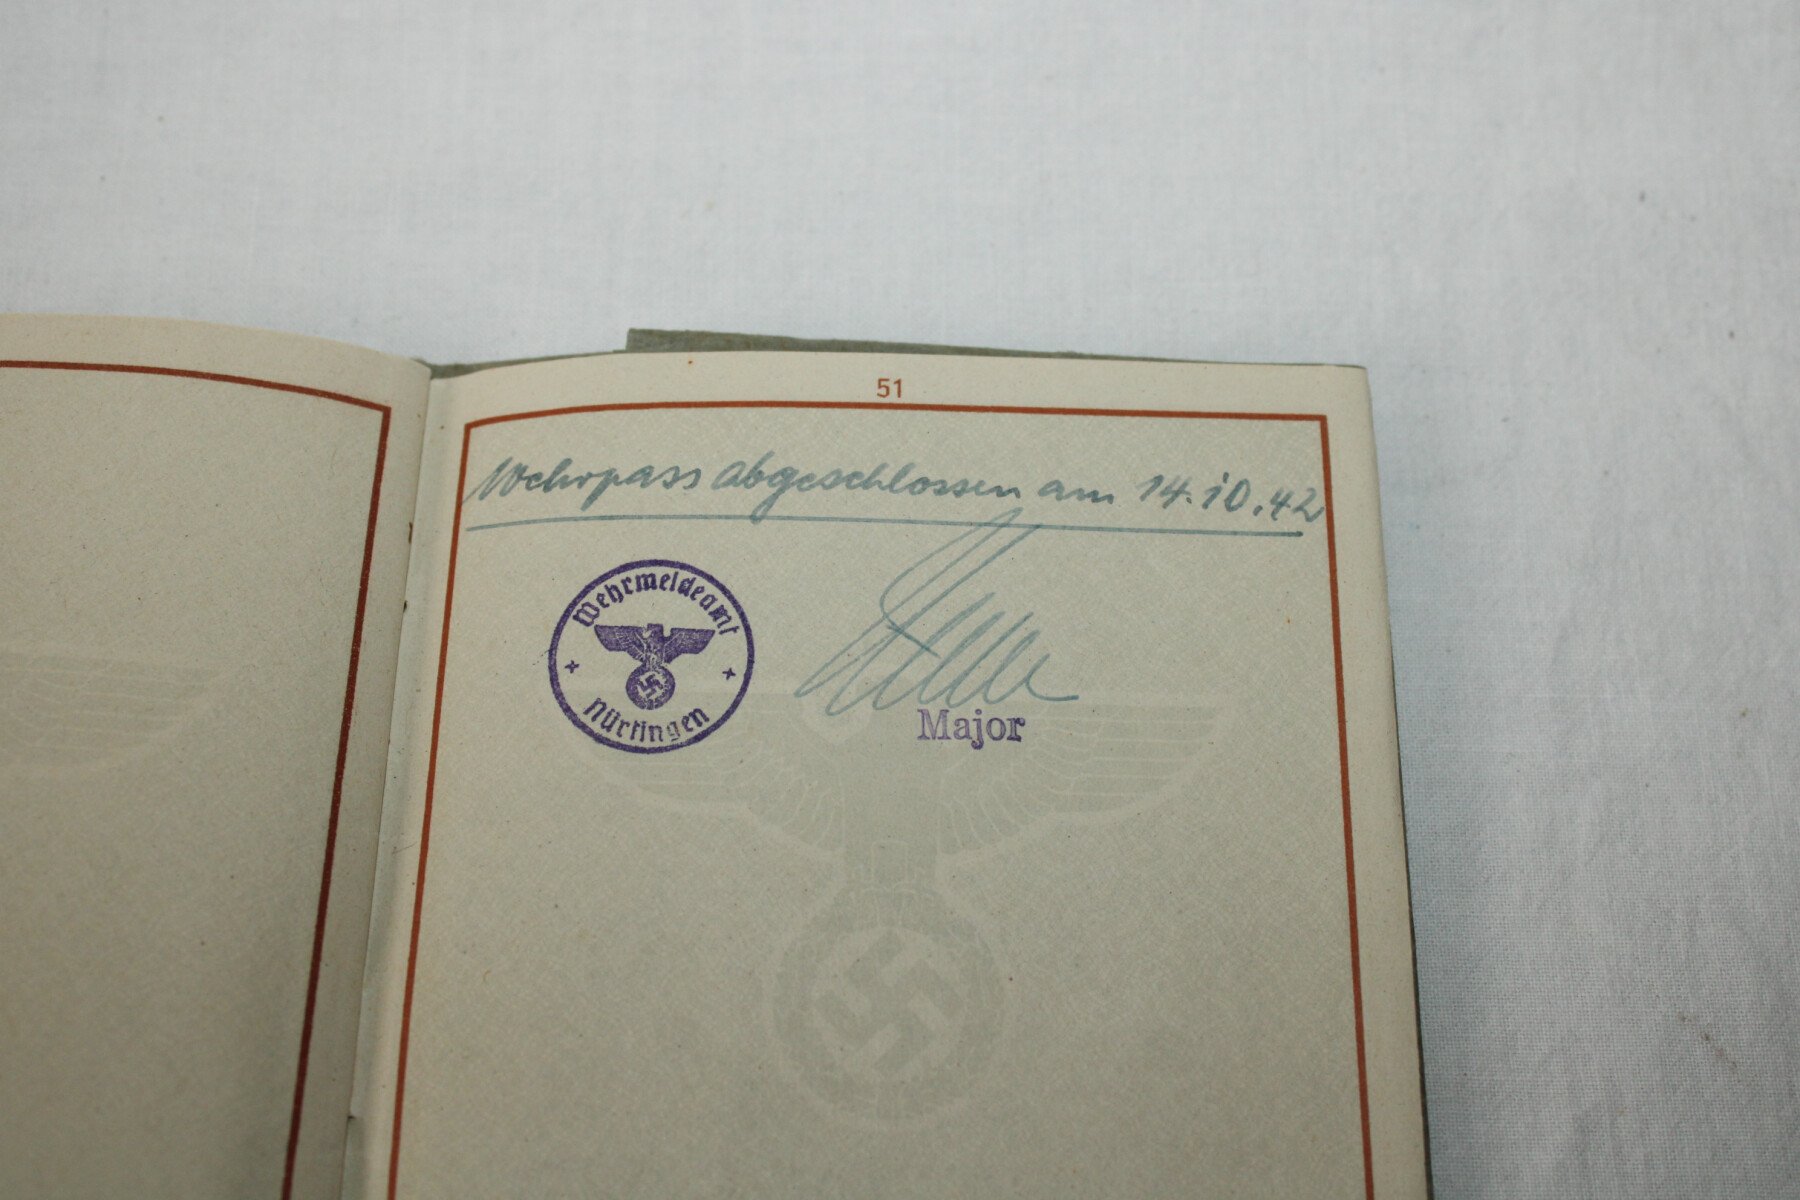 51
Wehrpass abgeschlossen am 14.10.42
Wehrmeldeamt
Nürtingen
Major